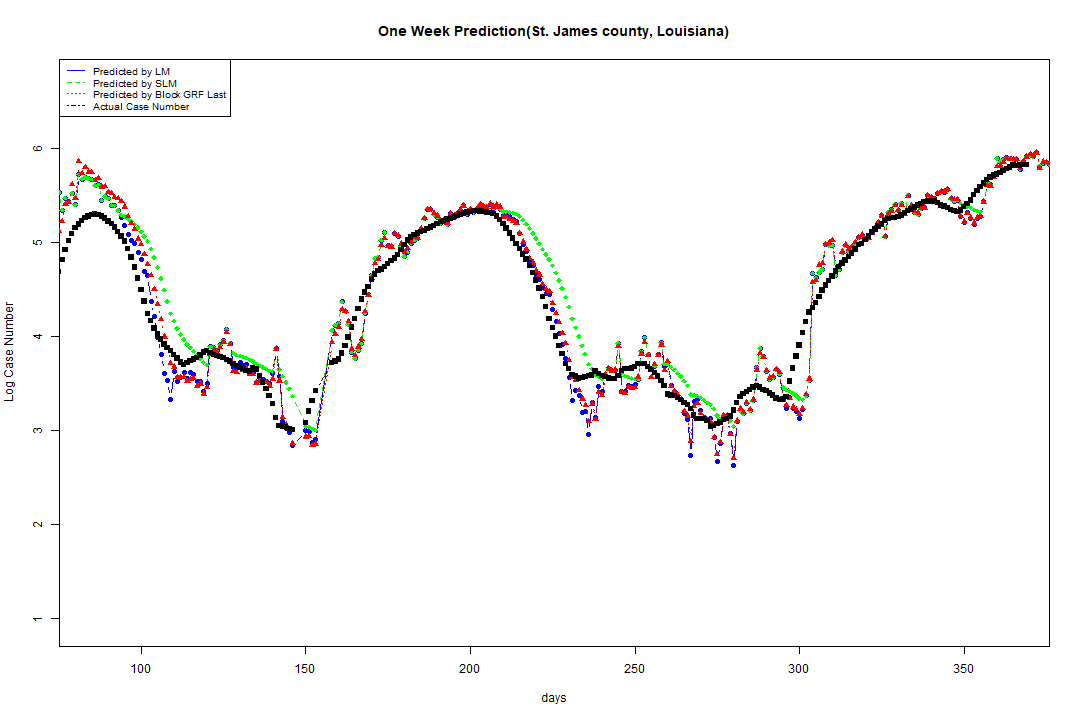 One Week Prediction(St. James county, Louisiana)
Predicted by LM
Predicted by SLM
Predicted by Block GRF Last
Actual Case Number
Log Case Number
6
5
4
3
2
1
100 150 200 250 300 350
days